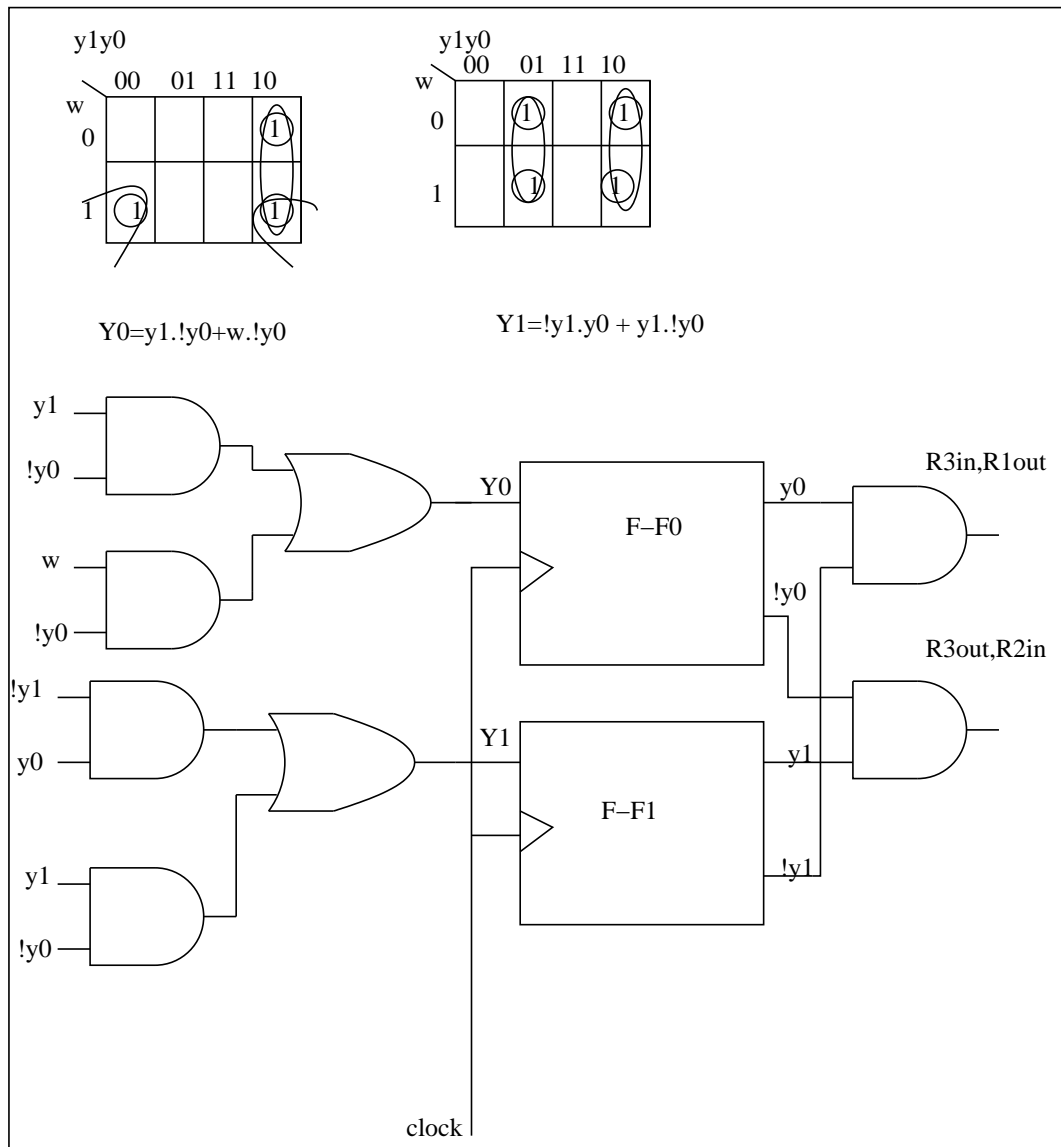 y1y0
00 01 11 10
w
0
1
1
1
1
y1y0
00 01 11 10
w
0
1
1
1
1
1
Y0=y1.!y0+w.!y0
Y1=!y1.y0 + y1.!y0
y1
!y0
w
!y0
!y1
y0
y1
!y0
Y0
F–F0
y0
!y0
R3in,R1out
R3out,R2in
Y1
F–F1
y1
!y1
clock